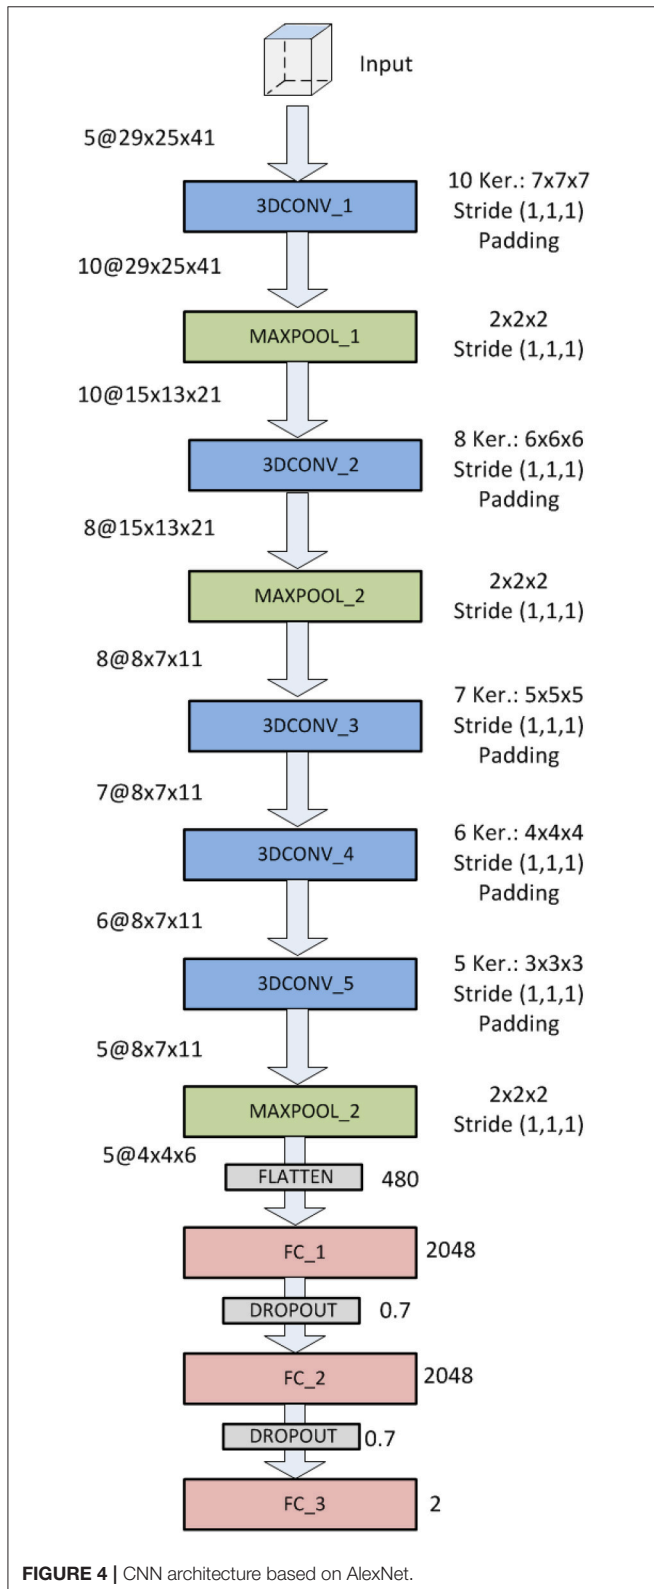 Input
5@29x25x41
3DCONV_1
10 Ker.: 7x7x7
Stride (1,1,1)
Padding
10@29x25x41
MAXPOOL_1
2x2x2
Stride (1,1,1)
10@15x13x21
3DCONV_2
8 Ker.: 6x6x6
Stride (1,1,1)
Padding
8@15x13x21
MAXPOOL_2
2x2x2
Stride (1,1,1)
8@8x7x11
3DCONV_3
7 Ker.: 5x5x5
Stride (1,1,1)
Padding
7@8x7x11
3DCONV_4
6 Ker.: 4x4x4
Stride (1,1,1)
Padding
6@8x7x11
3DCONV_5
5 Ker.: 3x3x3
Stride (1,1,1)
Padding
5@8x7x11
MAXPOOL_2
2x2x2
Stride (1,1,1)
5@4x4x6
FLATTEN
480
FC_1
2048
DROPOUT
0.7
FC_2
2048
DROPOUT
0.7
FC_3
2
FIGURE 4 | CNN architecture based on AlexNet.